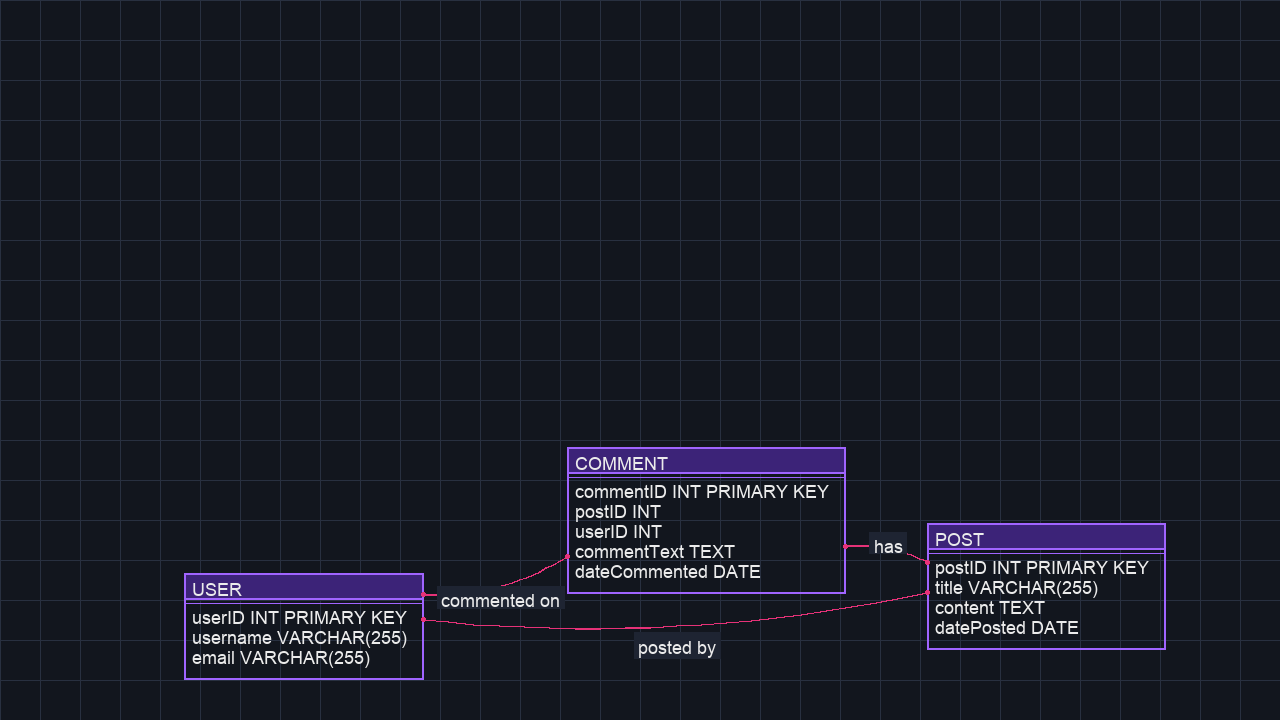 COMMENT
commentID INT PRIMARY KEY
postID INT
userID INT
commentText TEXT
dateCommented DATE
has
POST
postID INT PRIMARY KEY
title VARCHAR(255)
content TEXT
datePosted DATE
USER
userID INT PRIMARY KEY
username VARCHAR(255)
email VARCHAR(255)
commented on
posted by